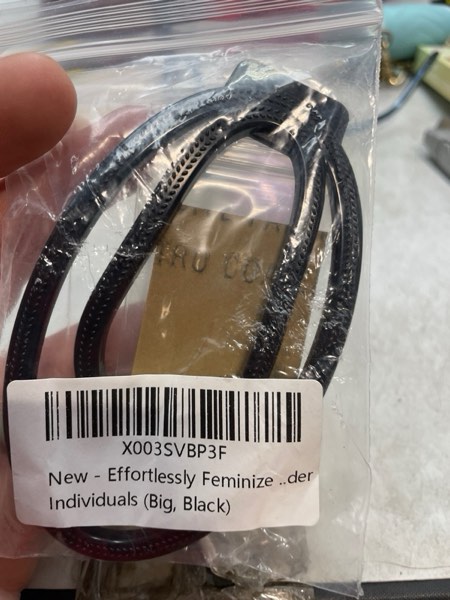 X003SVBP3F
New - Effortlessly Feminize ..der
Individuals (Big, Black)